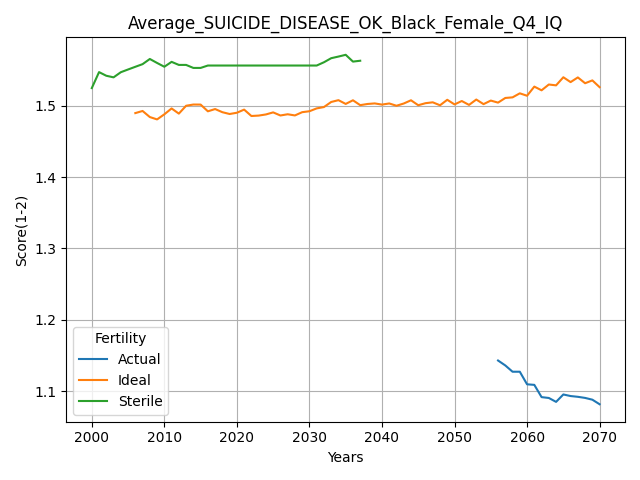 Average_SUICIDE_DISEASE_OK_Black_Female_Q4_IQ
Score(1-2)
1.5
1.4
1.3
1.2
1.1
Fertility
Actual
Ideal
Sterile
2000 2010 2020 2030 2040 2050 2060 2070
Years